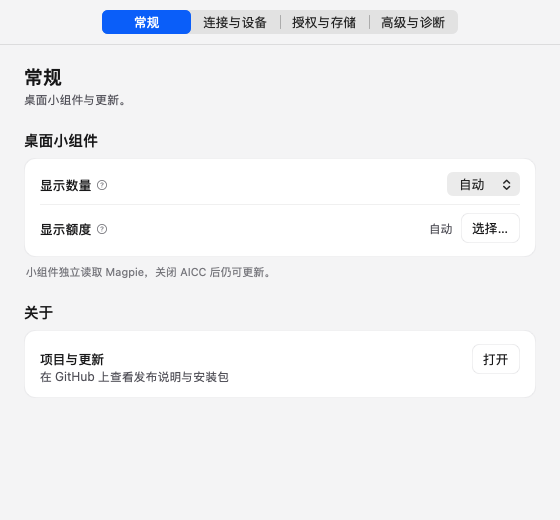 常规 连接与设备 授权与存储 高级与诊断
常规
桌面小组件与更新。
桌面小组件
显示数量 ? 自动
显示额度 ? 自动 选择...
小组件独立读取 Magpie，关闭 AICC 后仍可更新。
关于
项目与更新 打开
在 GitHub 上查看发布说明与安装包